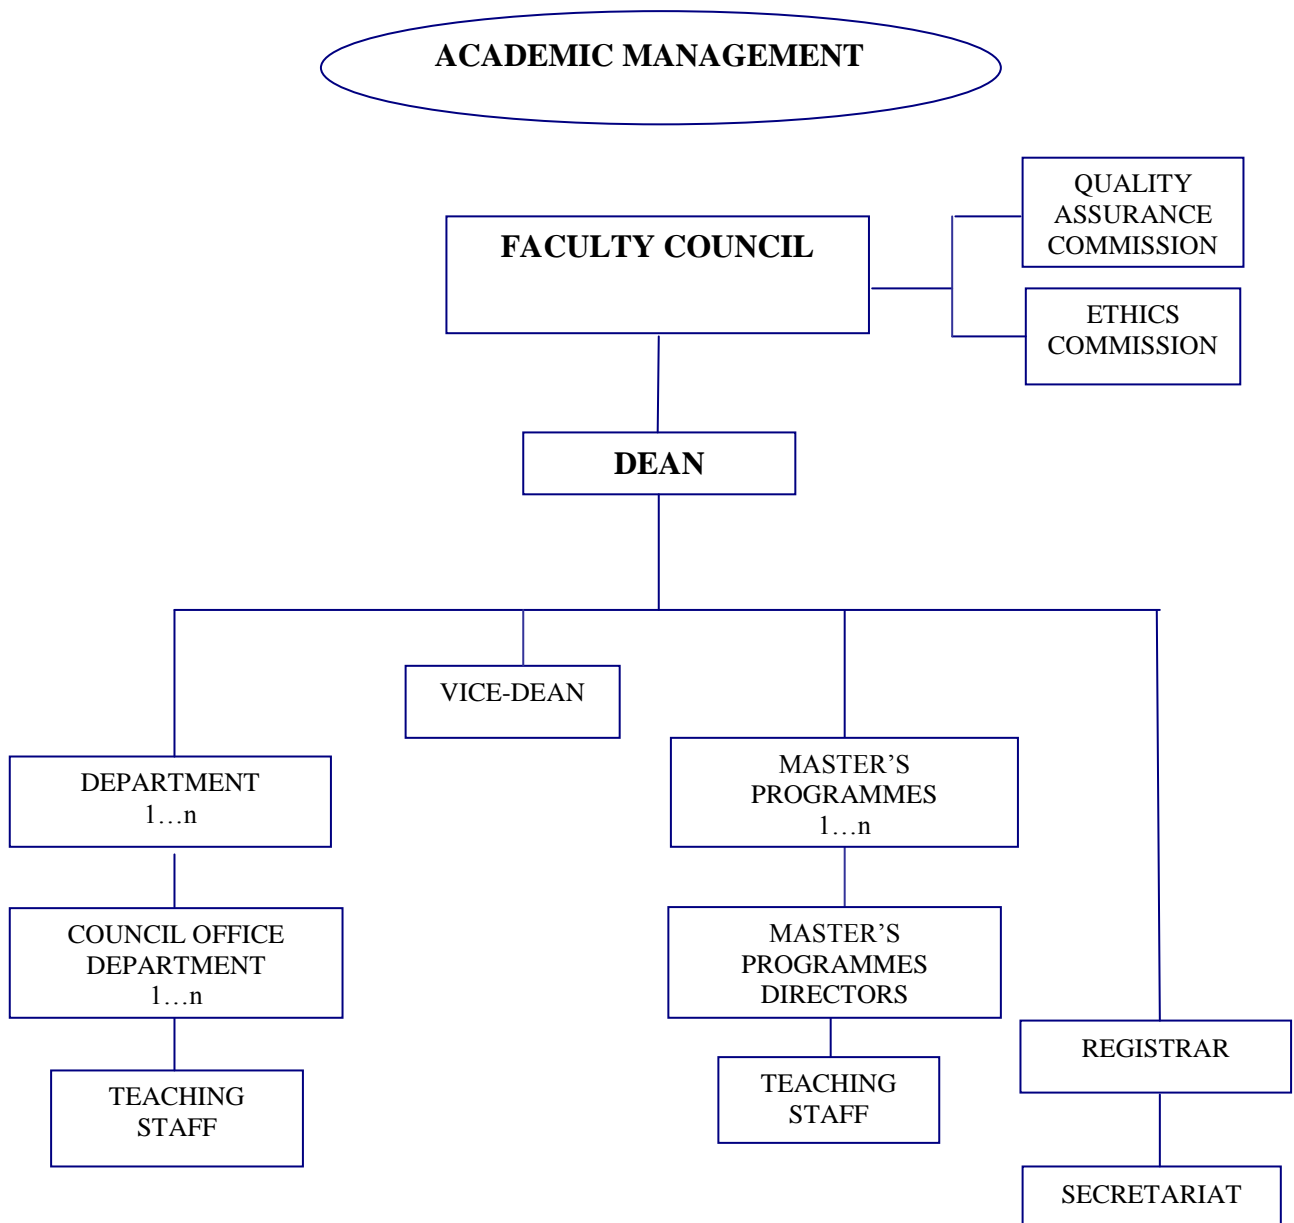 ACADEMIC MANAGEMENT
QUALITY
ASSURANCE
COMMISSION
FACULTY COUNCIL
ETHICS
COMMISSION
DEAN
VICE-DEAN
DEPARTMENT
1…n
MASTER’S
PROGRAMMES
1…n
COUNCIL OFFICE
DEPARTMENT
1…n
MASTER’S
PROGRAMMES
DIRECTORS
REGISTRAR
TEACHING
STAFF
TEACHING
STAFF
SECRETARIAT